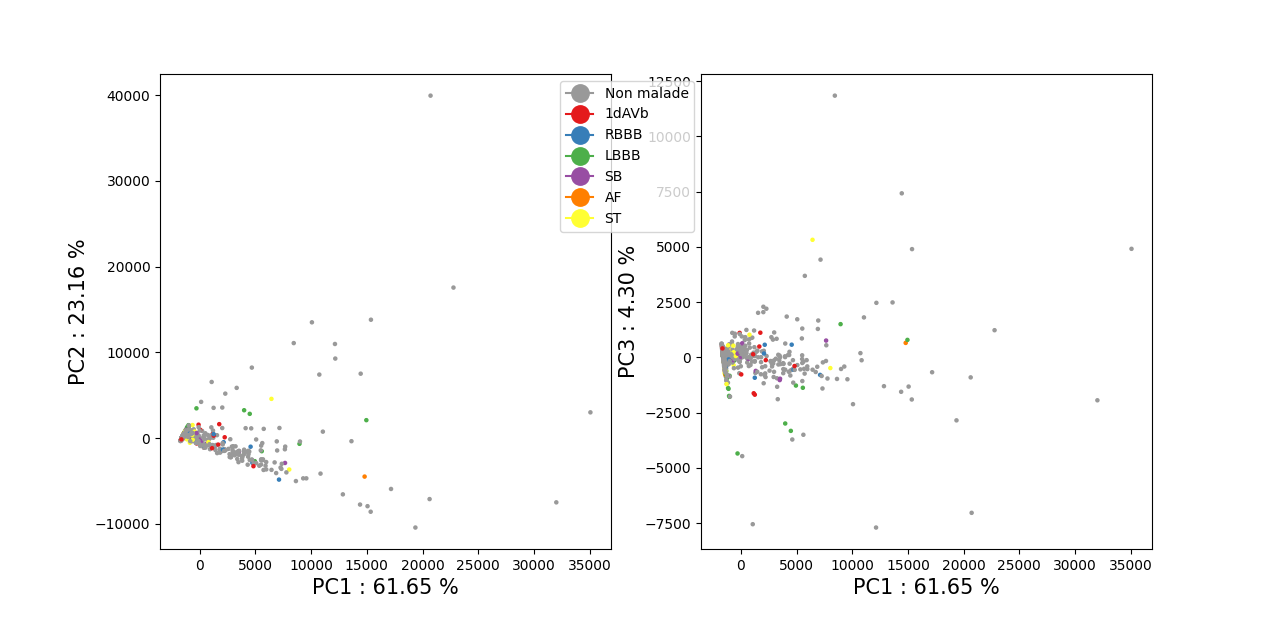 40000
30000
20000
10000
0
−10000
PC2 : 23.16 %
0 5000 10000 15000 20000 25000 30000 35000
PC1 : 61.65 %
Non malade
1dAVb
RBBB
LBBB
SB
AF
ST
12500
10000
7500
5000
2500
0
−2500
−5000
−7500
PC3 : 4.30 %
0 5000 10000 15000 20000 25000 30000 35000
PC1 : 61.65 %